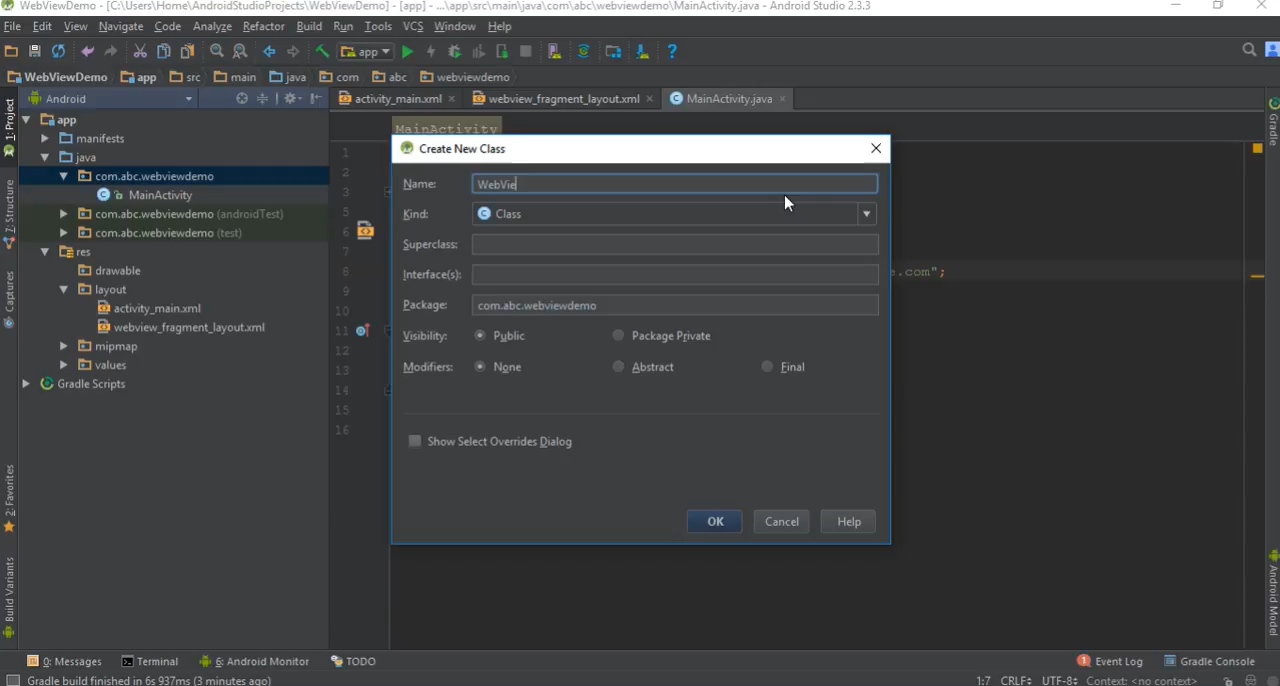 WebViewDemo - [C:\Users\Home\AndroidStudioProjects\WebViewDemo] - [app] - ...\app\src\main\java\com\abc\webviewdemo\MainActivity.java - Android Studio 2.3.3
File Edit View Navigate Code Analyze Refactor Build Run Tools VCS Window Help
app
WebViewDemo app src main java com abc webviewdemo
Android
activity_main.xml webview_fragment_layout.xml MainActivity.java
1: Project
7: Structure
Captures
2: Favorites
Build Variants
app
manifests
java
com.abc.webviewdemo
MainActivity
com.abc.webviewdemo (androidTest)
com.abc.webviewdemo (test)
res
drawable
layout
activity_main.xml
webview_fragment_layout.xml
mipmap
values
Gradle Scripts
MainActivity
1
2
3
5
6
7
8
9
10
11
12
13
14
15
16
.com";
Create New Class
Name: WebVie
Kind: Class
Superclass:
Interface(s):
Package: com.abc.webviewdemo
Visibility: Public Package Private
Modifiers: None Abstract Final
Show Select Overrides Dialog
OK Cancel Help
Gradle
Android Model
0: Messages Terminal 6: Android Monitor TODO 1 Event Log Gradle Console
Gradle build finished in 6s 937ms (3 minutes ago) 1:7 CRLF UTF-8 Context: <no context>